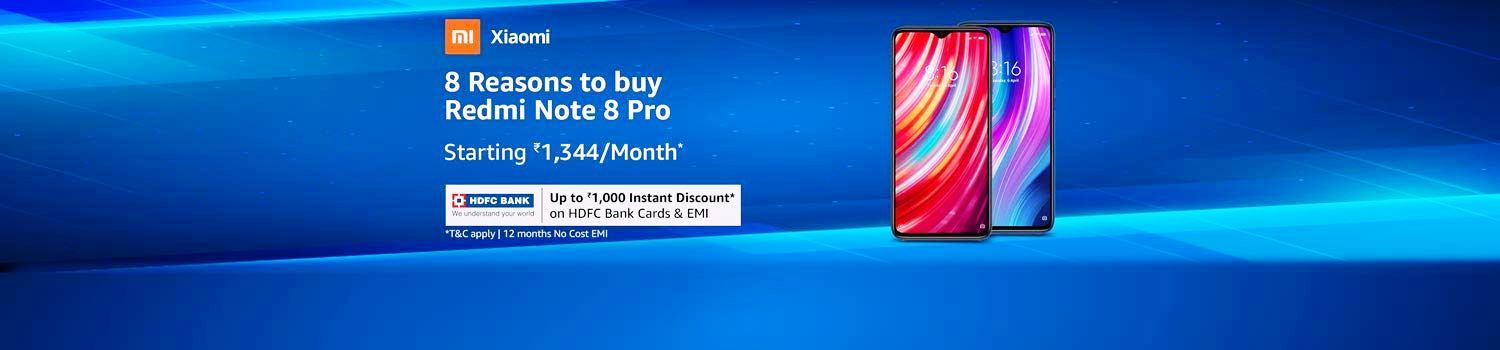 mi Xiaomi
8 Reasons to buy
Redmi Note 8 Pro
Starting ₹1,344/Month*
HDFC BANK
We understand your world
Up to ₹1,000 Instant Discount*
on HDFC Bank Cards & EMI
*T&C apply | 12 months No Cost EMI
8:16
8:16